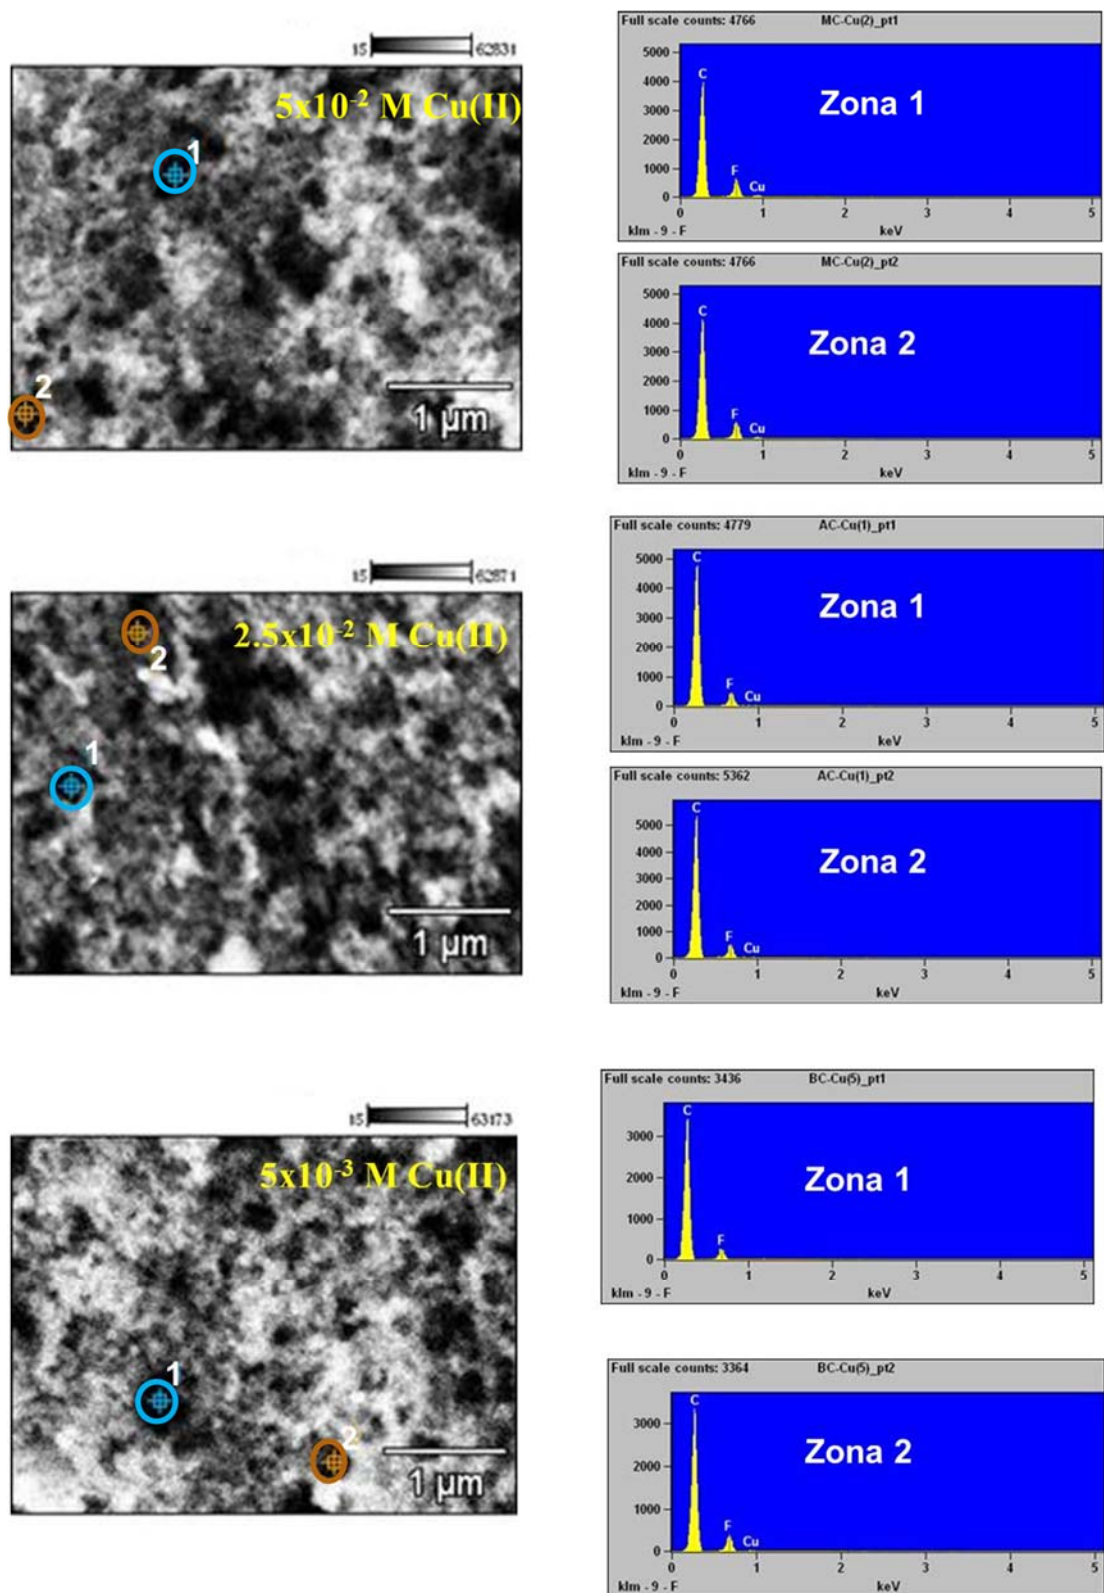 15 62831
5x10⁻² M Cu(II)
1
2
1 µm
Full scale counts: 4766 MC-Cu(2)_pt1
5000
4000
3000
2000
1000
0
C
F
Cu
Zona 1
0 1 2 3 4 5
klm - 9 - F keV
Full scale counts: 4766 MC-Cu(2)_pt2
5000
4000
3000
2000
1000
0
C
F
Cu
Zona 2
0 1 2 3 4 5
klm - 9 - F keV
15 62871
2.5x10⁻² M Cu(II)
2
1
1 µm
Full scale counts: 4779 AC-Cu(1)_pt1
5000
4000
3000
2000
1000
0
C
F
Cu
Zona 1
0 1 2 3 4 5
klm - 9 - F keV
Full scale counts: 5362 AC-Cu(1)_pt2
5000
4000
3000
2000
1000
0
C
F
Cu
Zona 2
0 1 2 3 4 5
klm - 9 - F keV
15 63173
5x10⁻³ M Cu(II)
1
2
1 µm
Full scale counts: 3436 BC-Cu(5)_pt1
3000
2000
1000
0
C
F
Zona 1
0 1 2 3 4 5
klm - 9 - F keV
Full scale counts: 3364 BC-Cu(5)_pt2
3000
2000
1000
0
C
F
Cu
Zona 2
0 1 2 3 4 5
klm - 9 - F keV